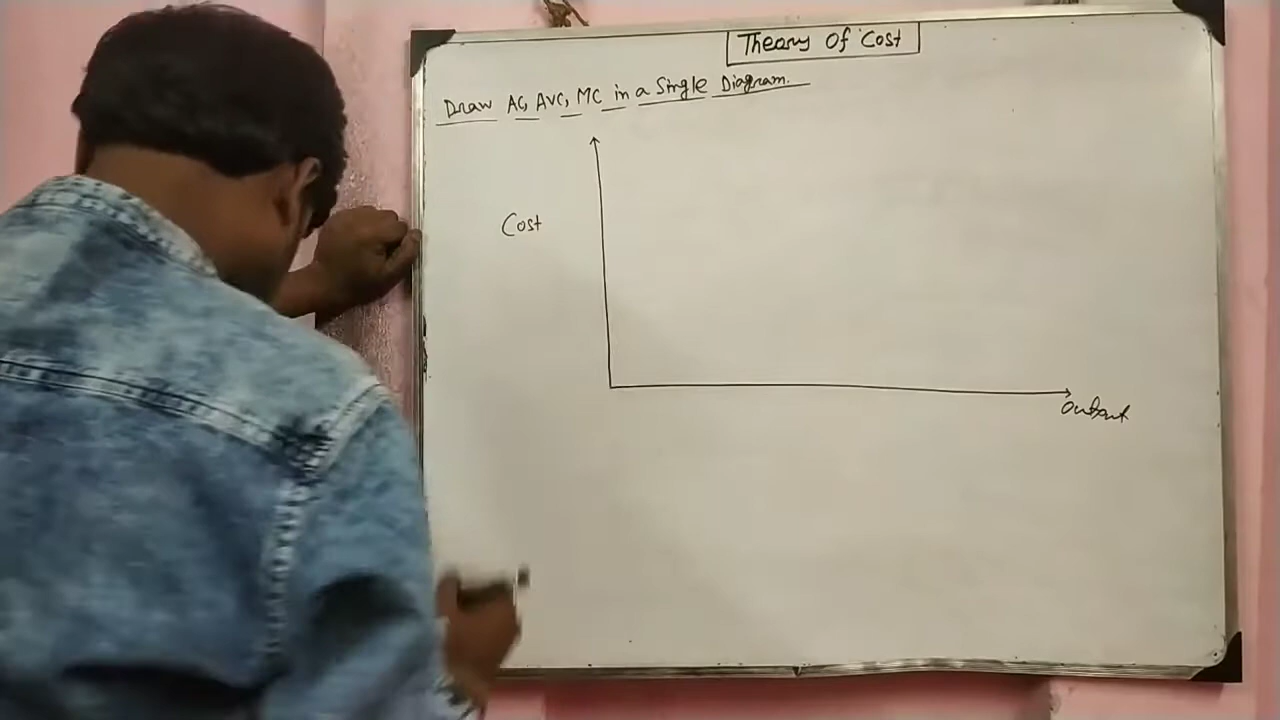 Theory Of Cost
Draw AC, AVC, MC in a Single Diagram.
Cost
output